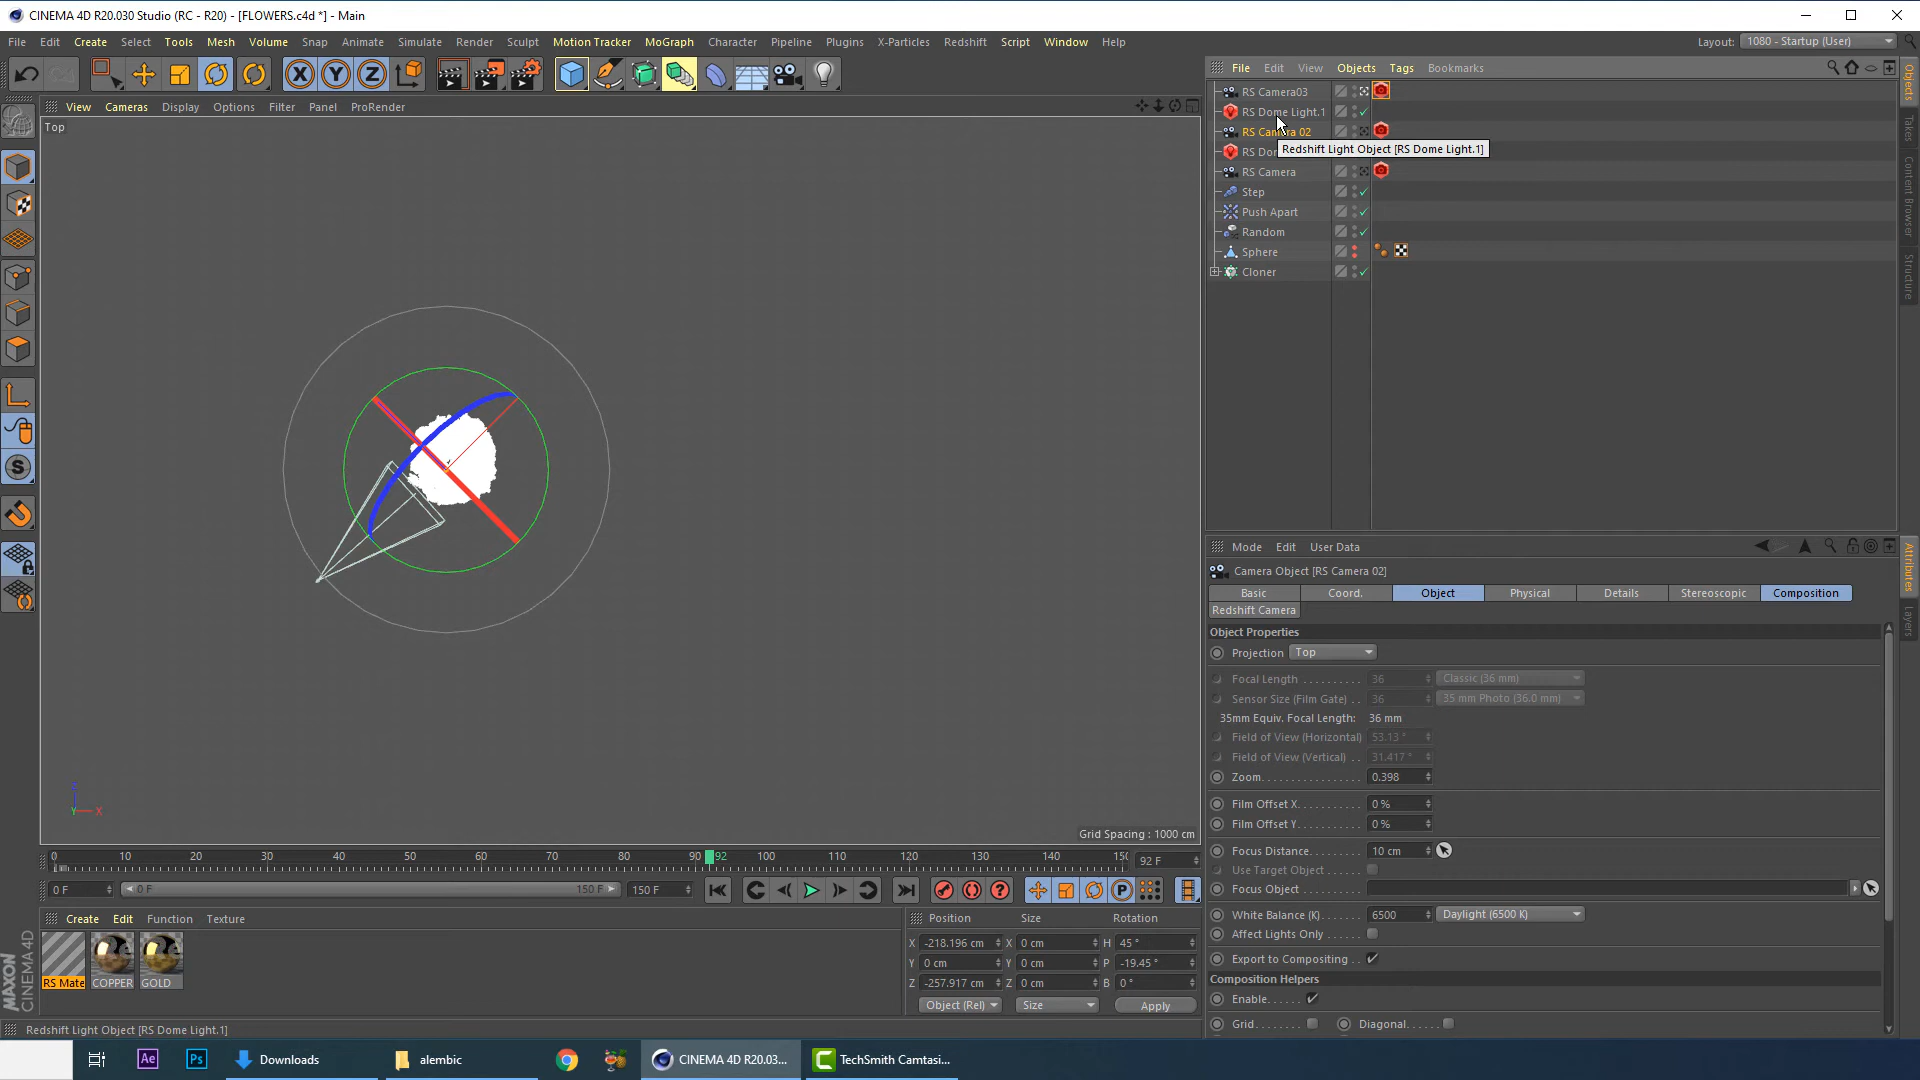 CINEMA 4D R20.030 Studio (RC - R20) - [FLOWERS.c4d *] - Main
File Edit Create Select Tools Mesh Volume Snap Animate Simulate Render Sculpt Motion Tracker MoGraph Character Pipeline Plugins X-Particles Redshift Script Window Help
Layout: 1080 - Startup (User)
View Cameras Display Options Filter Panel ProRender
Top
Z
Y X
Grid Spacing : 1000 cm
File Edit View Objects Tags Bookmarks
RS Camera03
RS Dome Light.1
RS Camera 02
RS Do
Redshift Light Object [RS Dome Light.1]
RS Camera
Step
Push Apart
Random
Sphere
Cloner
Objects
Takes
Content Browser
Structure
Mode Edit User Data
Camera Object [RS Camera 02]
Basic Coord. Object Physical Details Stereoscopic Composition
Redshift Camera
Object Properties
Projection Top
Focal Length 36 Classic (36 mm)
Sensor Size (Film Gate) 36 35 mm Photo (36.0 mm)
35mm Equiv. Focal Length: 36 mm
Field of View (Horizontal) 53.13 °
Field of View (Vertical) 31.417 °
Zoom 0.398
Film Offset X 0 %
Film Offset Y 0 %
Focus Distance 10 cm
Use Target Object
Focus Object
White Balance (K) 6500 Daylight (6500 K)
Affect Lights Only
Export to Compositing
Composition Helpers
Enable
Grid Diagonal
Attributes
Layers
0 10 20 30 40 50 60 70 80 90 92 100 110 120 130 140 150 92 F
0 F 0 F 150 F 150 F
Create Edit Function Texture
RS Mate COPPER GOLD
MAXON
CINEMA 4D
Position Size Rotation
X -218.196 cm X 0 cm H 45 °
Y 0 cm Y 0 cm P -19.45 °
Z -257.917 cm Z 0 cm B 0 °
Object (Rel) Size Apply
Redshift Light Object [RS Dome Light.1]
Ae Ps Downloads alembic CINEMA 4D R20.03... TechSmith Camtasi...